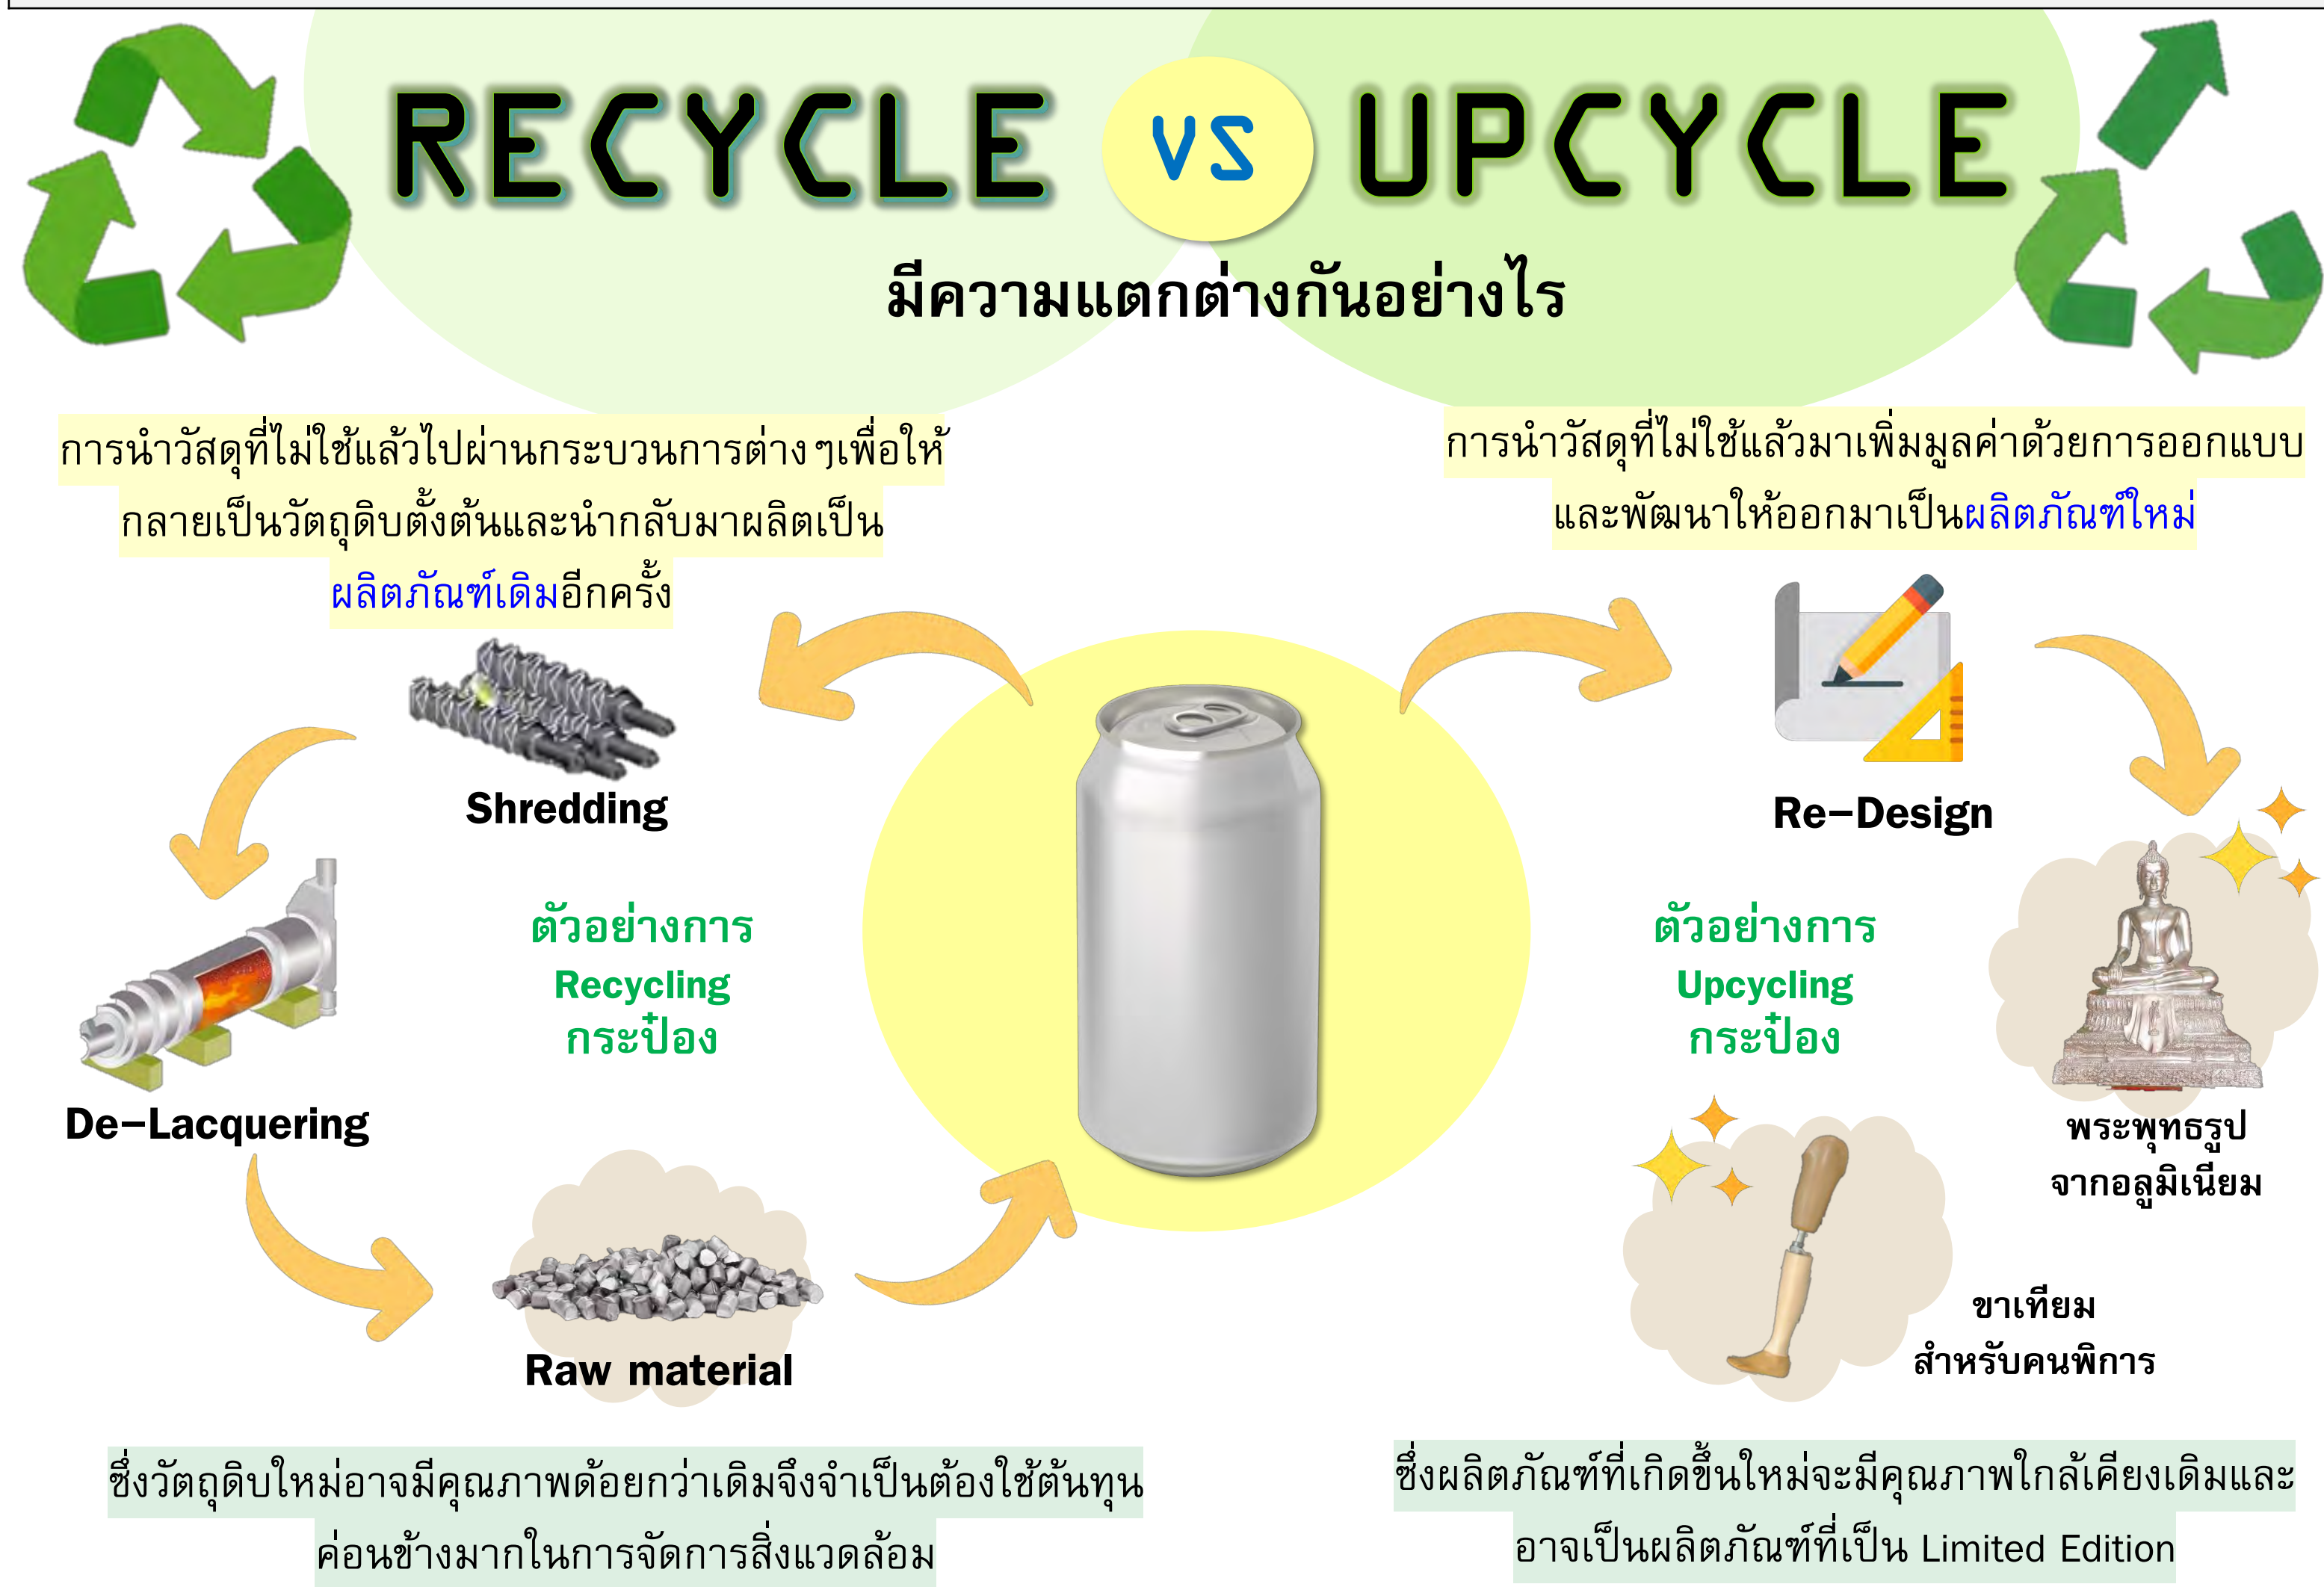 RECYCLE VS UPCYCLE
มีความแตกต่างกันอย่างไร
การนำวัสดุที่ไม่ใช้แล้วไปผ่านกระบวนการต่างๆเพื่อให้
กลายเป็นวัตถุดิบตั้งต้นและนำกลับมาผลิตเป็น
ผลิตภัณฑ์เดิมอีกครั้ง
Shredding
De-Lacquering
ตัวอย่างการ
Recycling
กระป๋อง
Raw material
ซึ่งวัตถุดิบใหม่อาจมีคุณภาพด้อยกว่าเดิมจึงจำเป็นต้องใช้ต้นทุน
ค่อนข้างมากในการจัดการสิ่งแวดล้อม
การนำวัสดุที่ไม่ใช้แล้วมาเพิ่มมูลค่าด้วยการออกแบบ
และพัฒนาให้ออกมาเป็นผลิตภัณฑ์ใหม่
Re-Design
ตัวอย่างการ
Upcycling
กระป๋อง
พระพุทธรูป
จากอลูมิเนียม
ขาเทียม
สำหรับคนพิการ
ซึ่งผลิตภัณฑ์ที่เกิดขึ้นใหม่จะมีคุณภาพใกล้เคียงเดิมและ
อาจเป็นผลิตภัณฑ์ที่เป็น Limited Edition